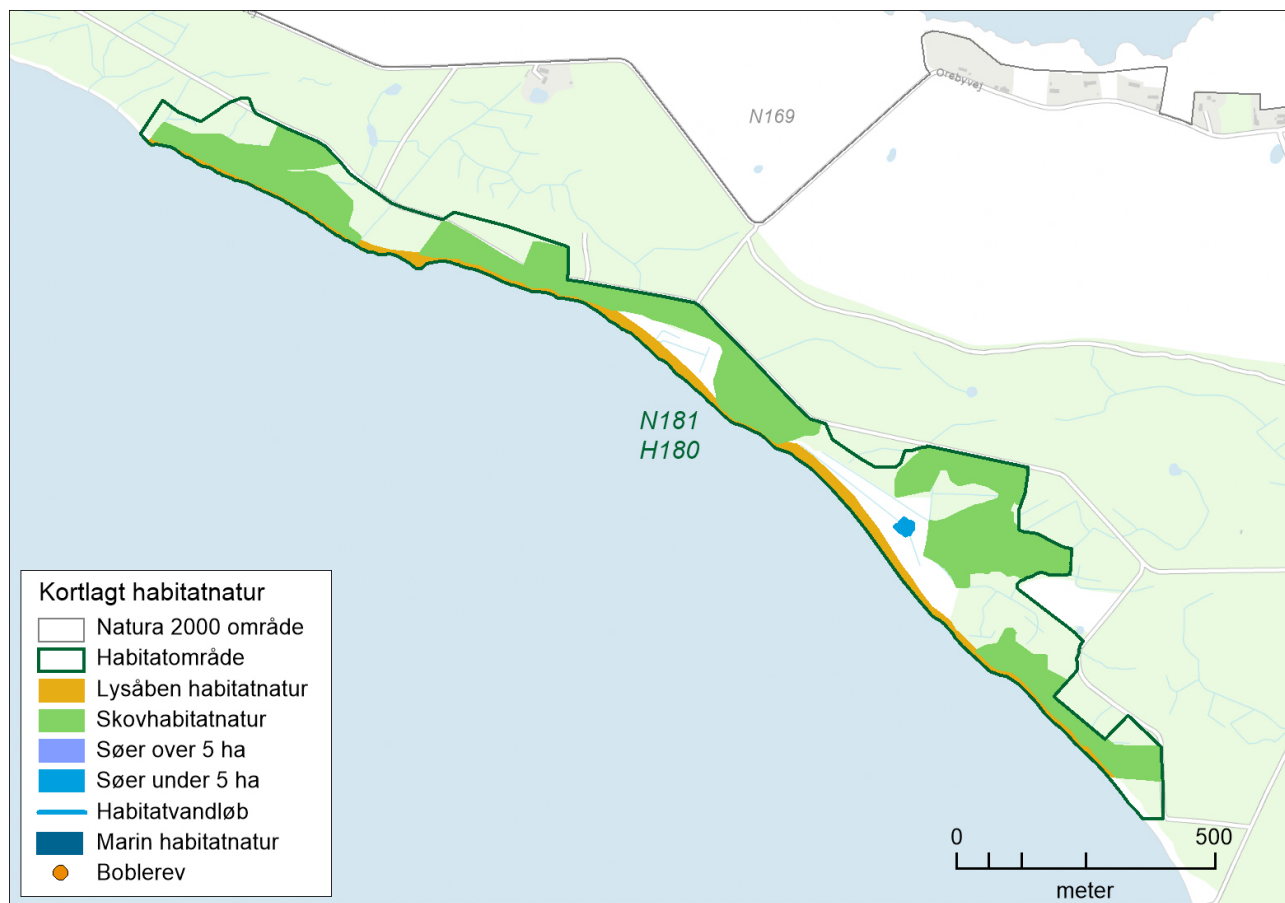 Orebyvej
N169
N181
H180
Kortlagt habitatnatur
Natura 2000 område
Habitatområde
Lysåben habitatnatur
Skovhabitatnatur
Søer over 5 ha
Søer under 5 ha
Habitatvandløb
Marin habitatnatur
Boblerev
0 500
meter